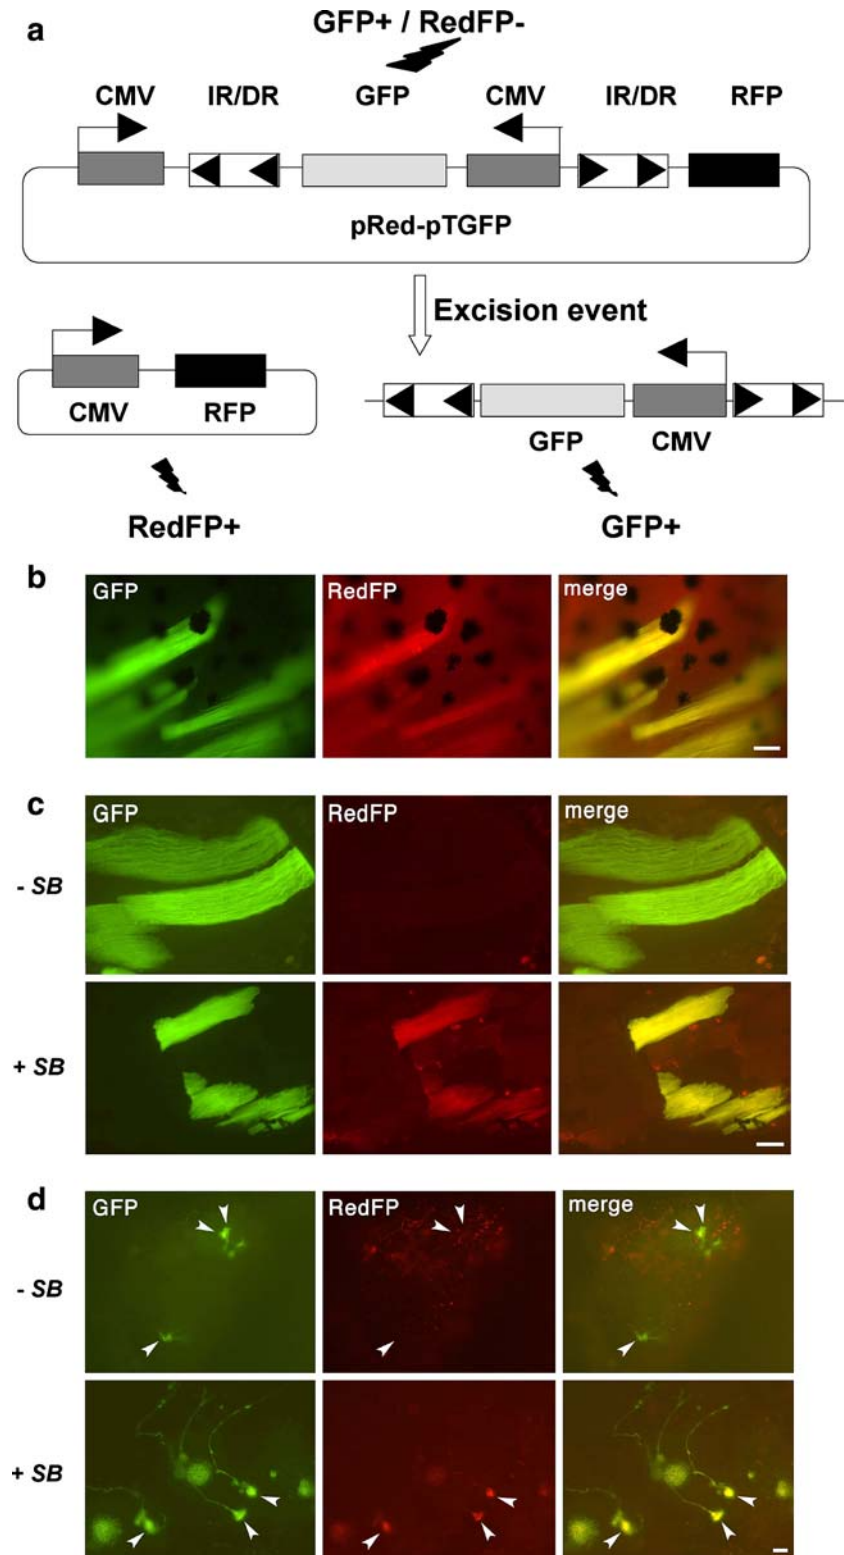 a
GFP+ / RedFP-
CMV IR/DR GFP CMV IR/DR RFP
pRed-pTGFP
Excision event
CMV RFP
GFP CMV
RedFP+
GFP+
b
GFP RedFP merge
c
GFP RedFP merge
- SB
+ SB
d
GFP RedFP merge
- SB
+ SB